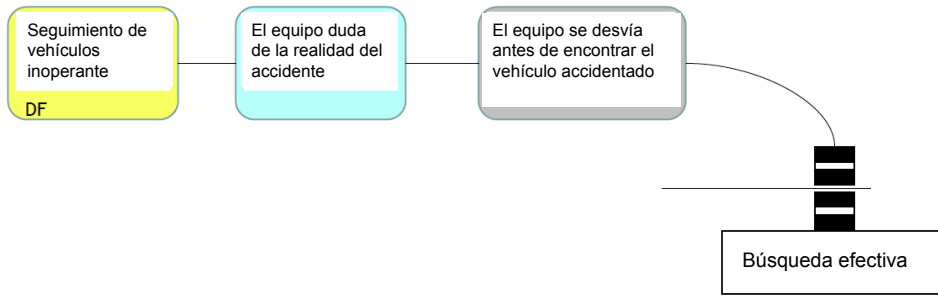 Seguimiento de
vehículos
inoperante
DF
El equipo duda
de la realidad del
accidente
El equipo se desvía
antes de encontrar el
vehículo accidentado
Búsqueda efectiva